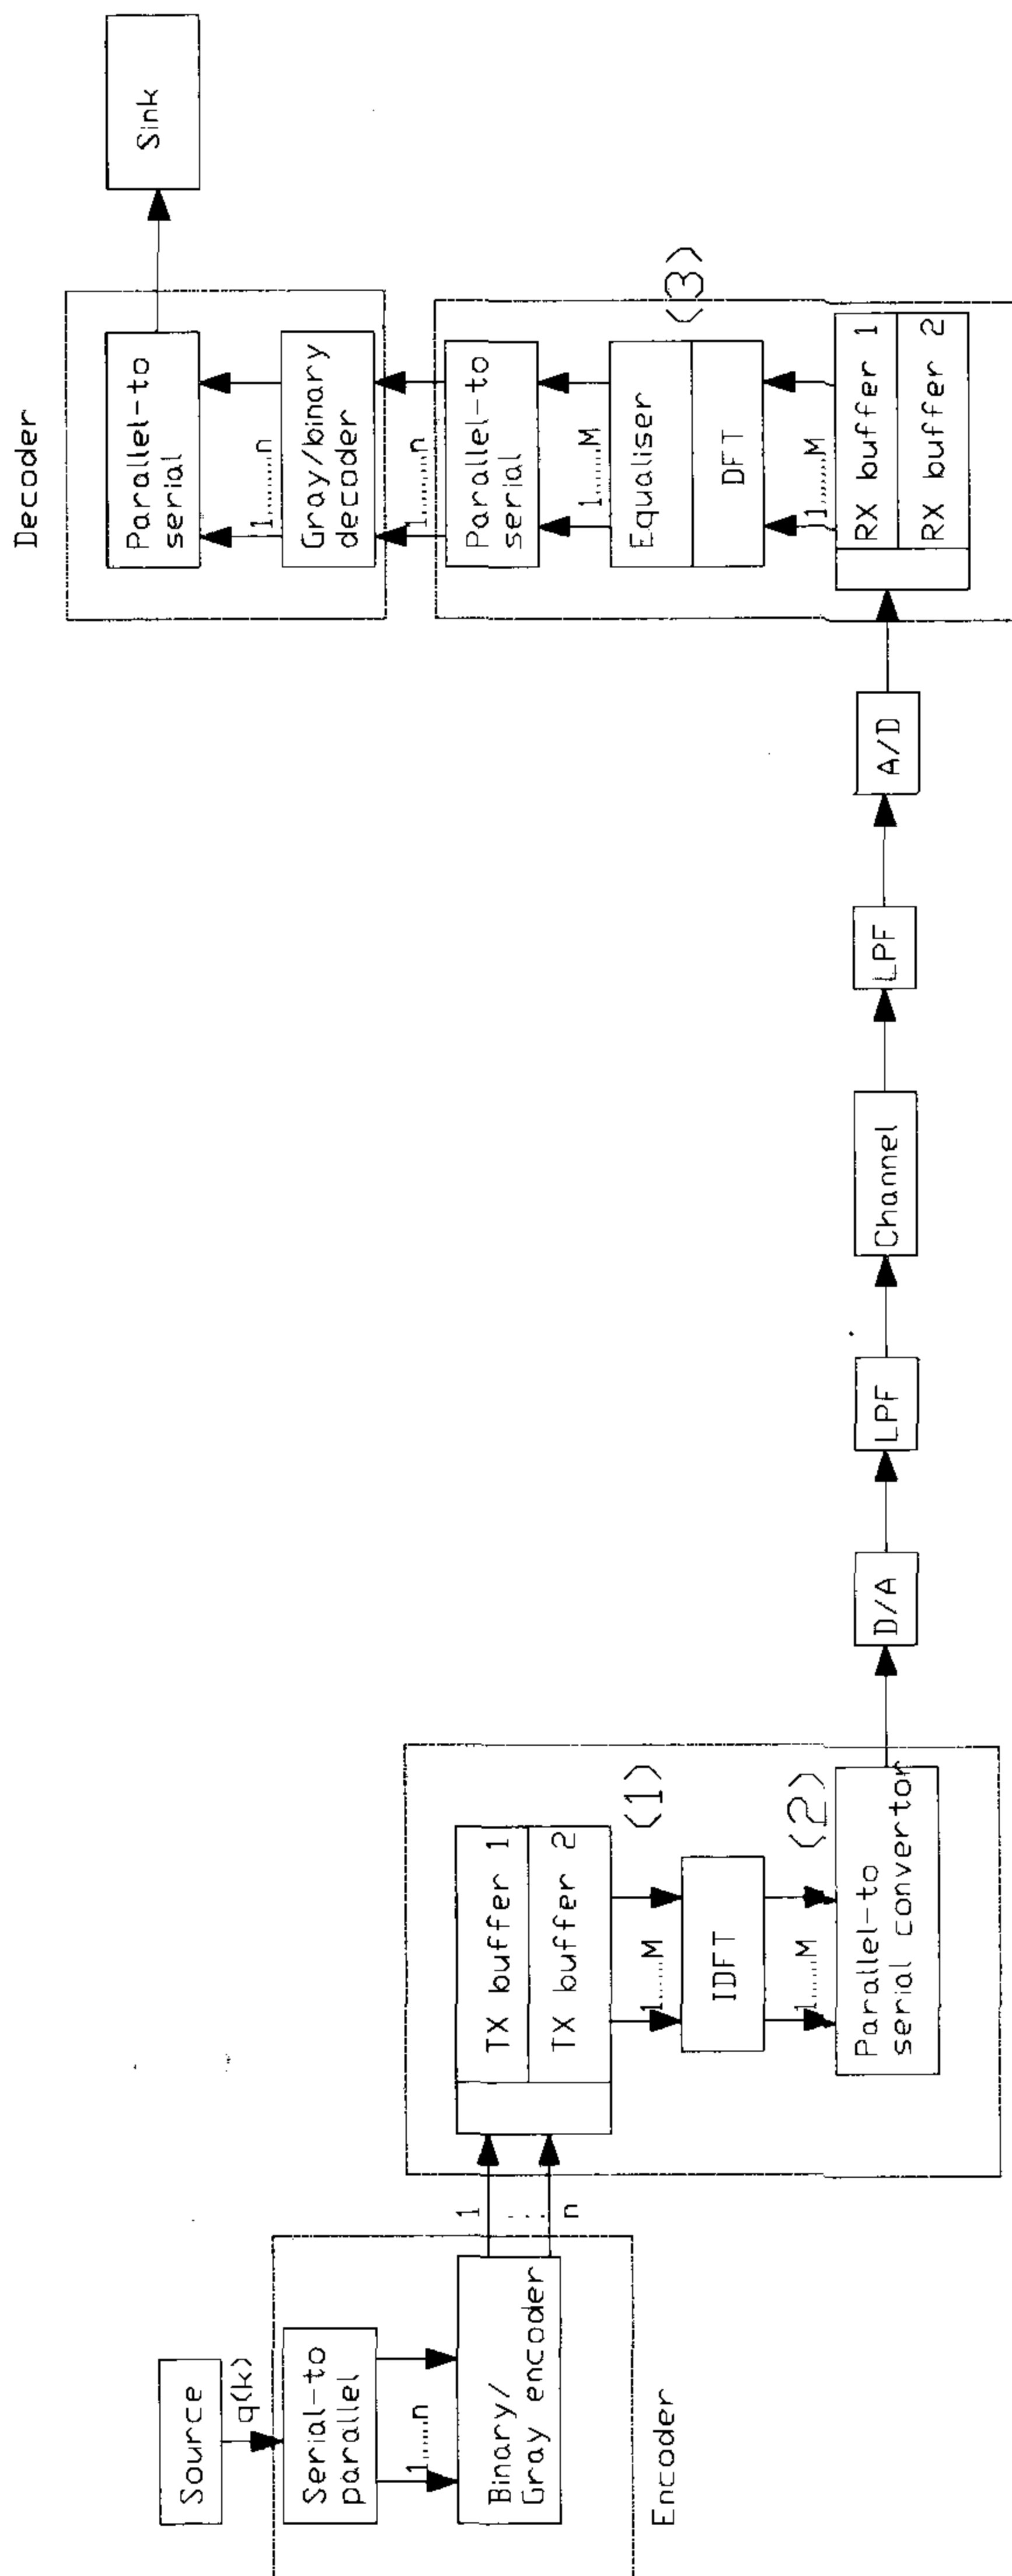 Source
q(k)
Serial-to
parallel
1.....n
Binary/
Gray encoder
Encoder
1
....
n
TX buffer 1
TX buffer 2
1.....M
(1)
IDFT
1.....M
(2)
Parallel-to
serial convertor
D/A
LPF
Channel
LPF
A/D
RX buffer 1
RX buffer 2
1.......M
DFT
(3)
Equaliser
1.......M
Parallel-to
serial
1.........n
Gray/binary
decoder
1.........n
Parallel-to
serial
Decoder
Sink